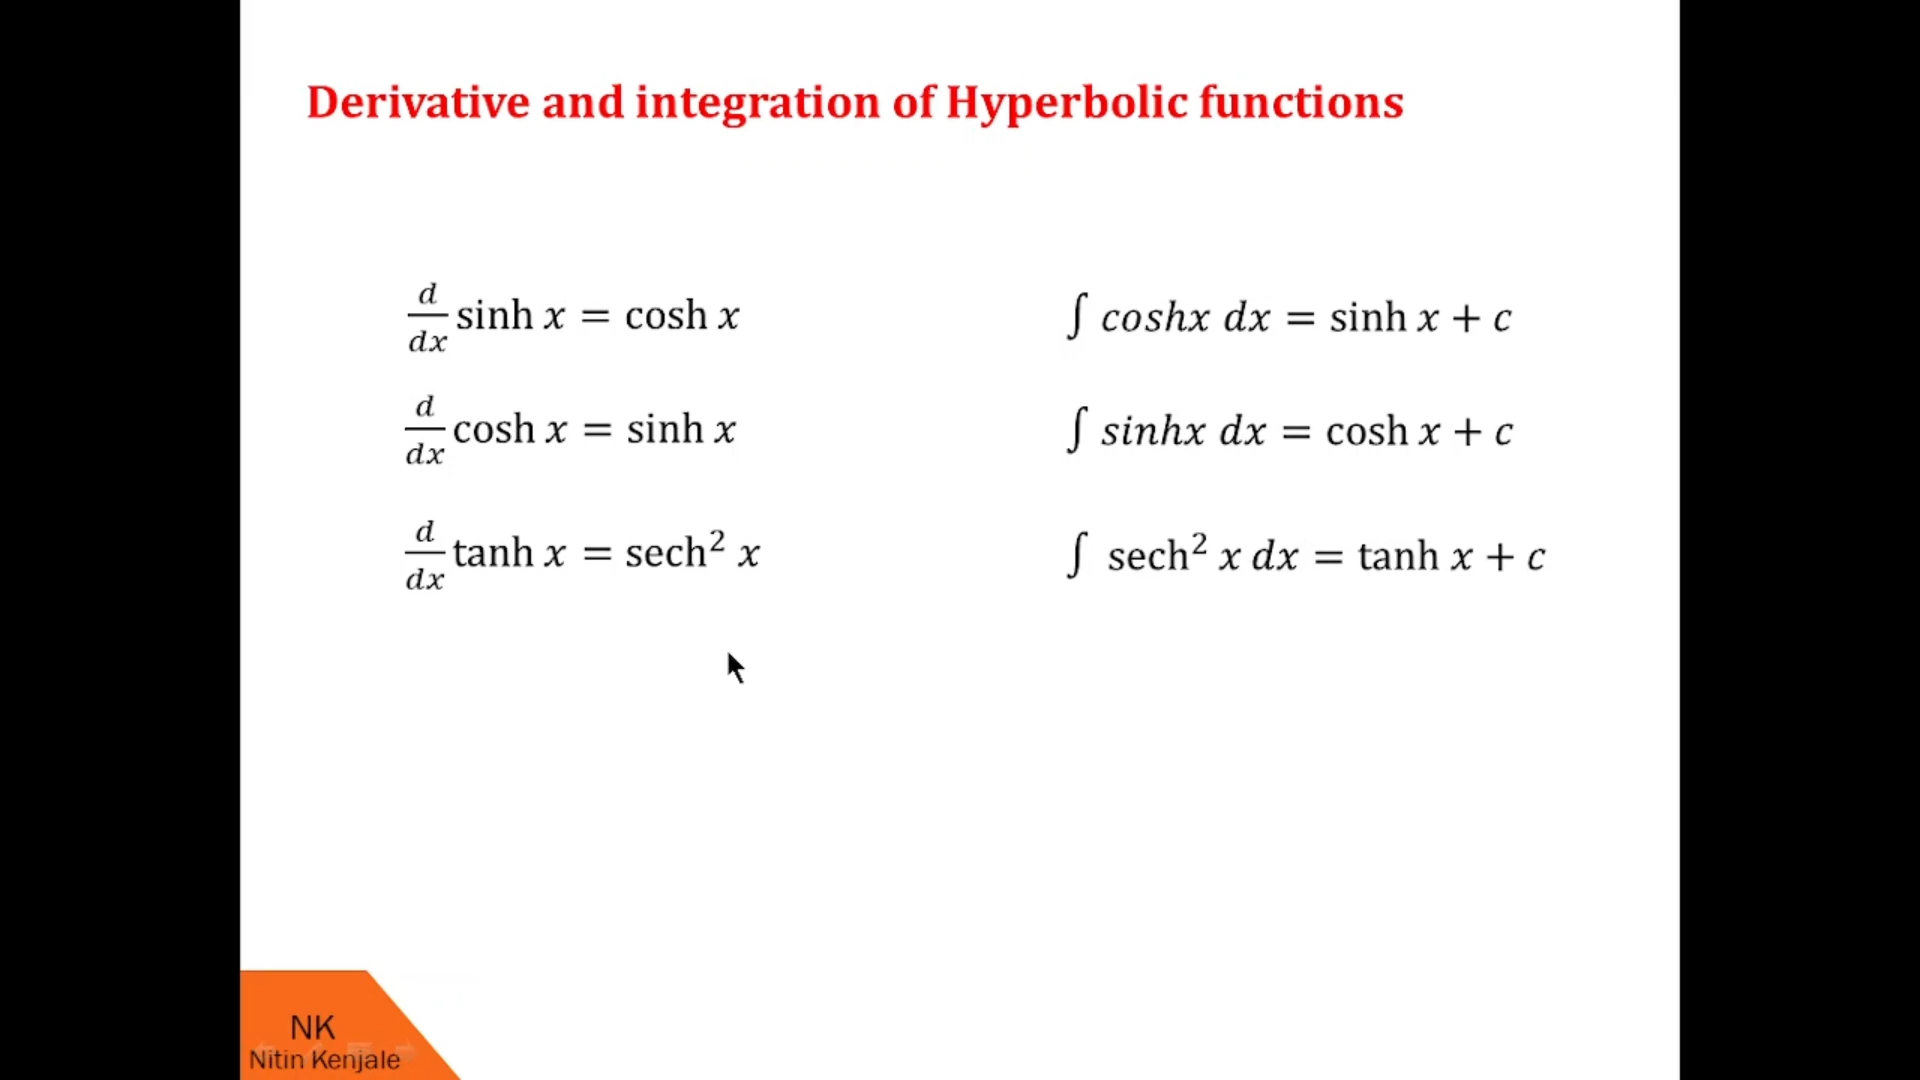 Derivative and integration of Hyperbolic functions
d/dx sinh x = cosh x
∫ coshx dx = sinh x + c
d/dx cosh x = sinh x
∫ sinhx dx = cosh x + c
d/dx tanh x = sech² x
∫ sech² x dx = tanh x + c
NK
Nitin Kenjale